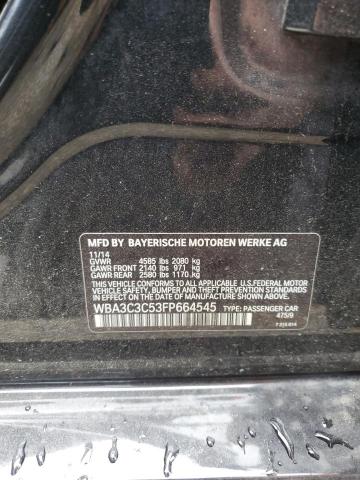 MFD BY BAYERISCHE MOTOREN WERKE AG
11/14
GVWR 4585 lbs 2080 kg
GAWR FRONT 2140 lbs 971 kg
GAWR REAR 2580 lbs 1170 kg
THIS VEHICLE CONFORMS TO ALL APPLICABLE U.S.FEDERAL MOTOR
VEHICLE SAFETY, BUMPER AND THEFT PREVENTION STANDARDS IN
EFFECT ON THE DATE OF MANUFACTURE SHOWN ABOVE.
WBA3C3C53FP664545 TYPE: PASSENGER CAR
475/9